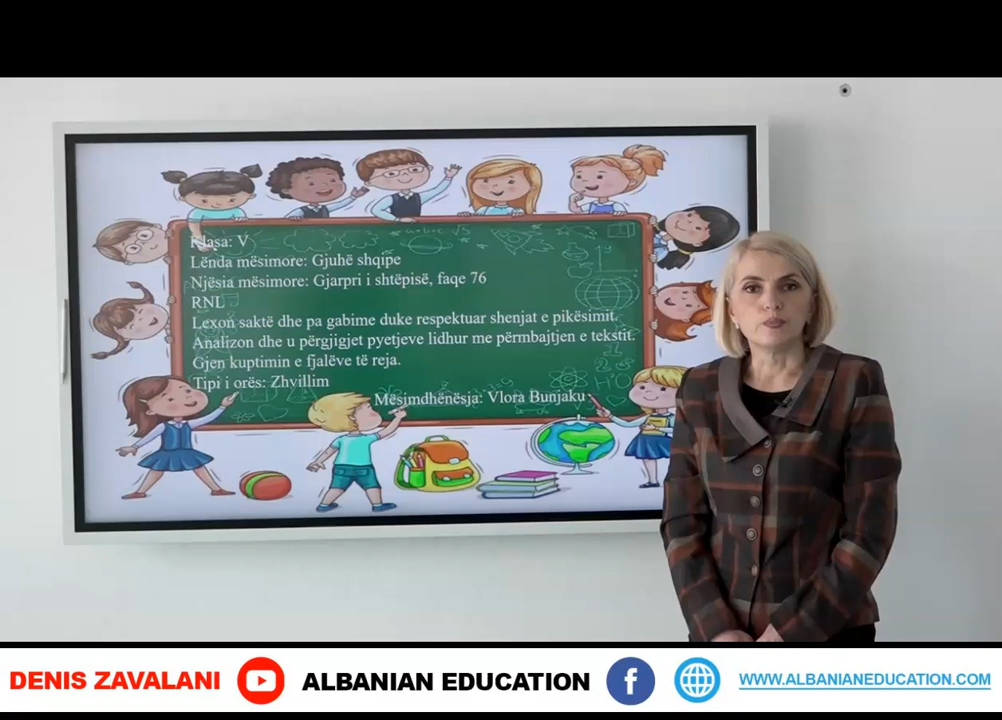 Klasa: V
Lënda mësimore: Gjuhë shqipe
Njësia mësimore: Gjarpri i shtëpisë, faqe 76
RNL
Lexon saktë dhe pa gabime duke respektuar shenjat e pikësimit.
Analizon dhe u përgjigjet pyetjeve lidhur me përmbajtjen e tekstit.
Gjen kuptimin e fjalëve të reja.
Tipi i orës: Zhvillim
Mësimdhënësja: Vlora Bunjaku
DENIS ZAVALANI
ALBANIAN EDUCATION
WWW.ALBANIANEDUCATION.COM